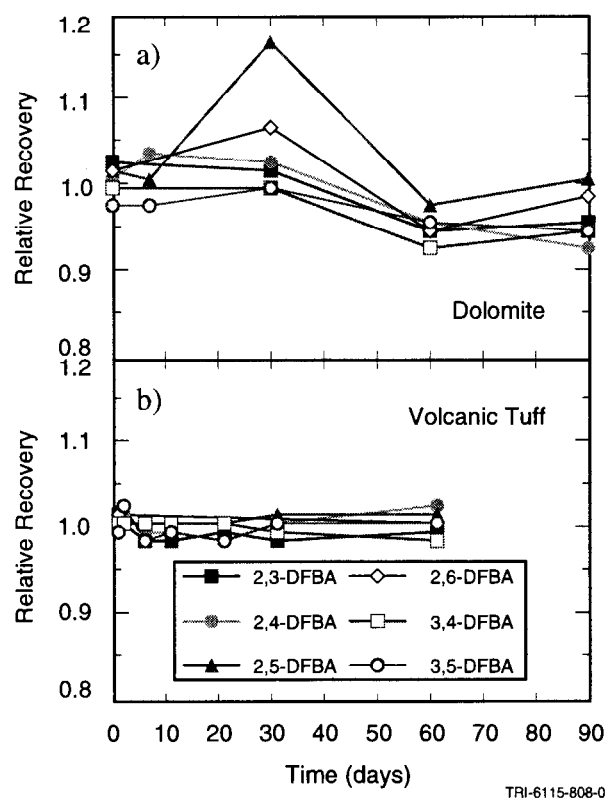 1.2
a)
1.1
1.0
0.9
0.8
Relative Recovery
Dolomite
1.2
b)
Volcanic Tuff
1.1
1.0
0.9
0.8
Relative Recovery
2,3-DFBA 2,6-DFBA
2,4-DFBA 3,4-DFBA
2,5-DFBA 3,5-DFBA
0 10 20 30 40 50 60 70 80 90
Time (days)
TRI-6115-808-0